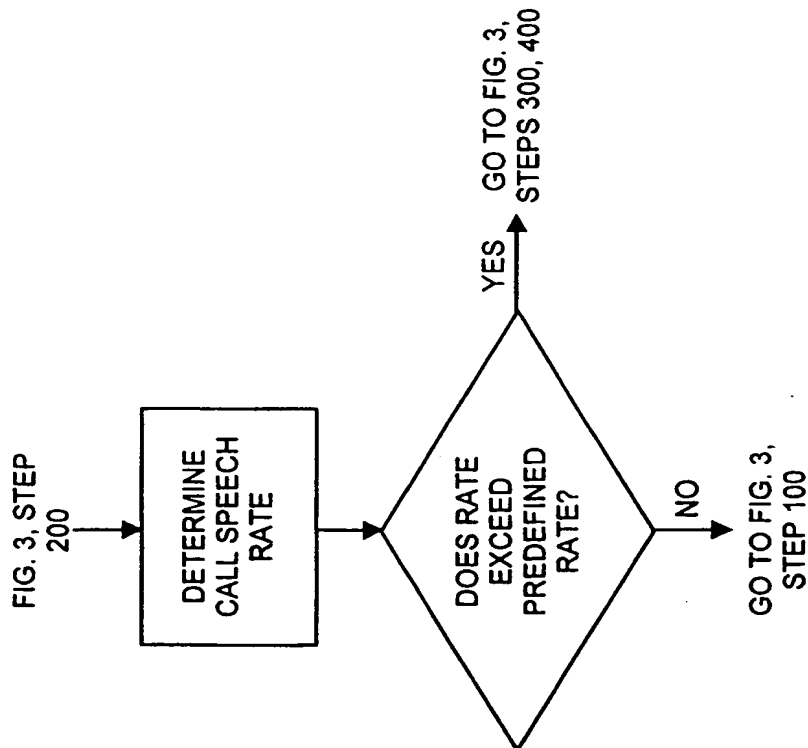 FIG. 3, STEP
200
DETERMINE
CALL SPEECH
RATE
DOES RATE
EXCEED
PREDEFINED
RATE?
YES
GO TO FIG. 3,
STEPS 300, 400
NO
GO TO FIG. 3,
STEP 100